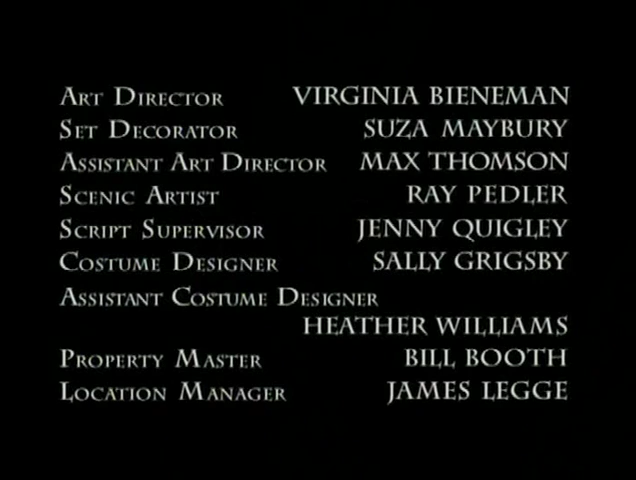 Art Director VIRGINIA BIENEMAN
Set Decorator SUZA MAYBURY
Assistant Art Director MAX THOMSON
Scenic Artist RAY PEDLER
Script Supervisor JENNY QUIGLEY
Costume Designer SALLY GRIGSBY
Assistant Costume Designer
HEATHER WILLIAMS
Property Master BILL BOOTH
Location Manager JAMES LEGGE